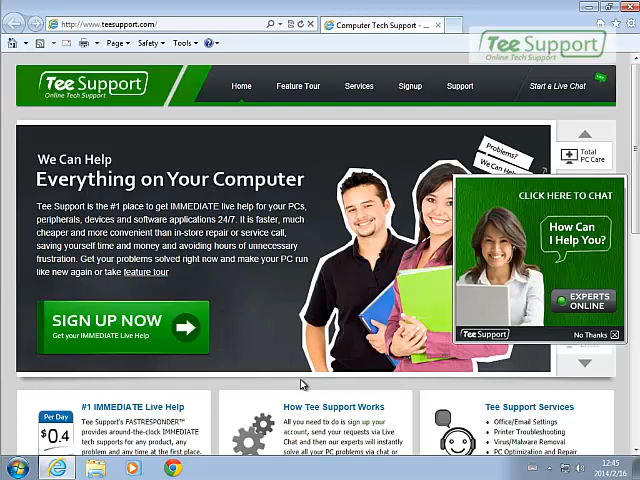 http://www.teesupport.com/
Computer Tech Support - ...
Page
Safety
Tools
Tee Support
Tee Support
Online Tech Support
Home
Feature Tour
Services
Signup
Support
Start a Live Chat
We Can Help
Everything on Your Computer
Tee Support is the #1 place to get IMMEDIATE live help for your PCs,
peripherals, devices and software applications 24/7. It is faster, much
cheaper and more convenient than in-store repair or service call,
saving yourself time and money and avoiding hours of unnecessary
frustration. Get your problems solved right now and make your PC run
like new again or take feature tour
SIGN UP NOW
Get your IMMEDIATE Live Help
Problems?
We Can Help
Total
PC Care
CLICK HERE TO CHAT
How Can
I Help You?
EXPERTS
ONLINE
Tee Support
No Thanks
Per Day
$0.4
#1 IMMEDIATE Live Help
Tee Support's FASTRESPONDER™
provides around-the-clock IMMEDIATE
tech supports for any product, any
problem and any time at the first place.
How Tee Support Works
All you need to do is sign up your
account, send your requests via Live
Chat and then our experts will instantly
solve all your PC problems via chat or
Tee Support Services
Office/Email Settings
Printer Troubleshooting
Virus/Malware Removal
PC Optimization and Repair
12:45
2014/2/16